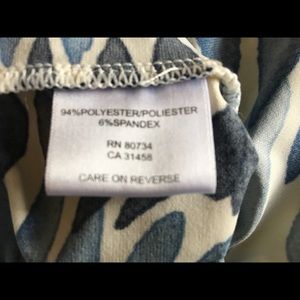 94%POLYESTER/POLIESTER
6%SPANDEX
RN 80734
CA 31458
CARE ON REVERSE